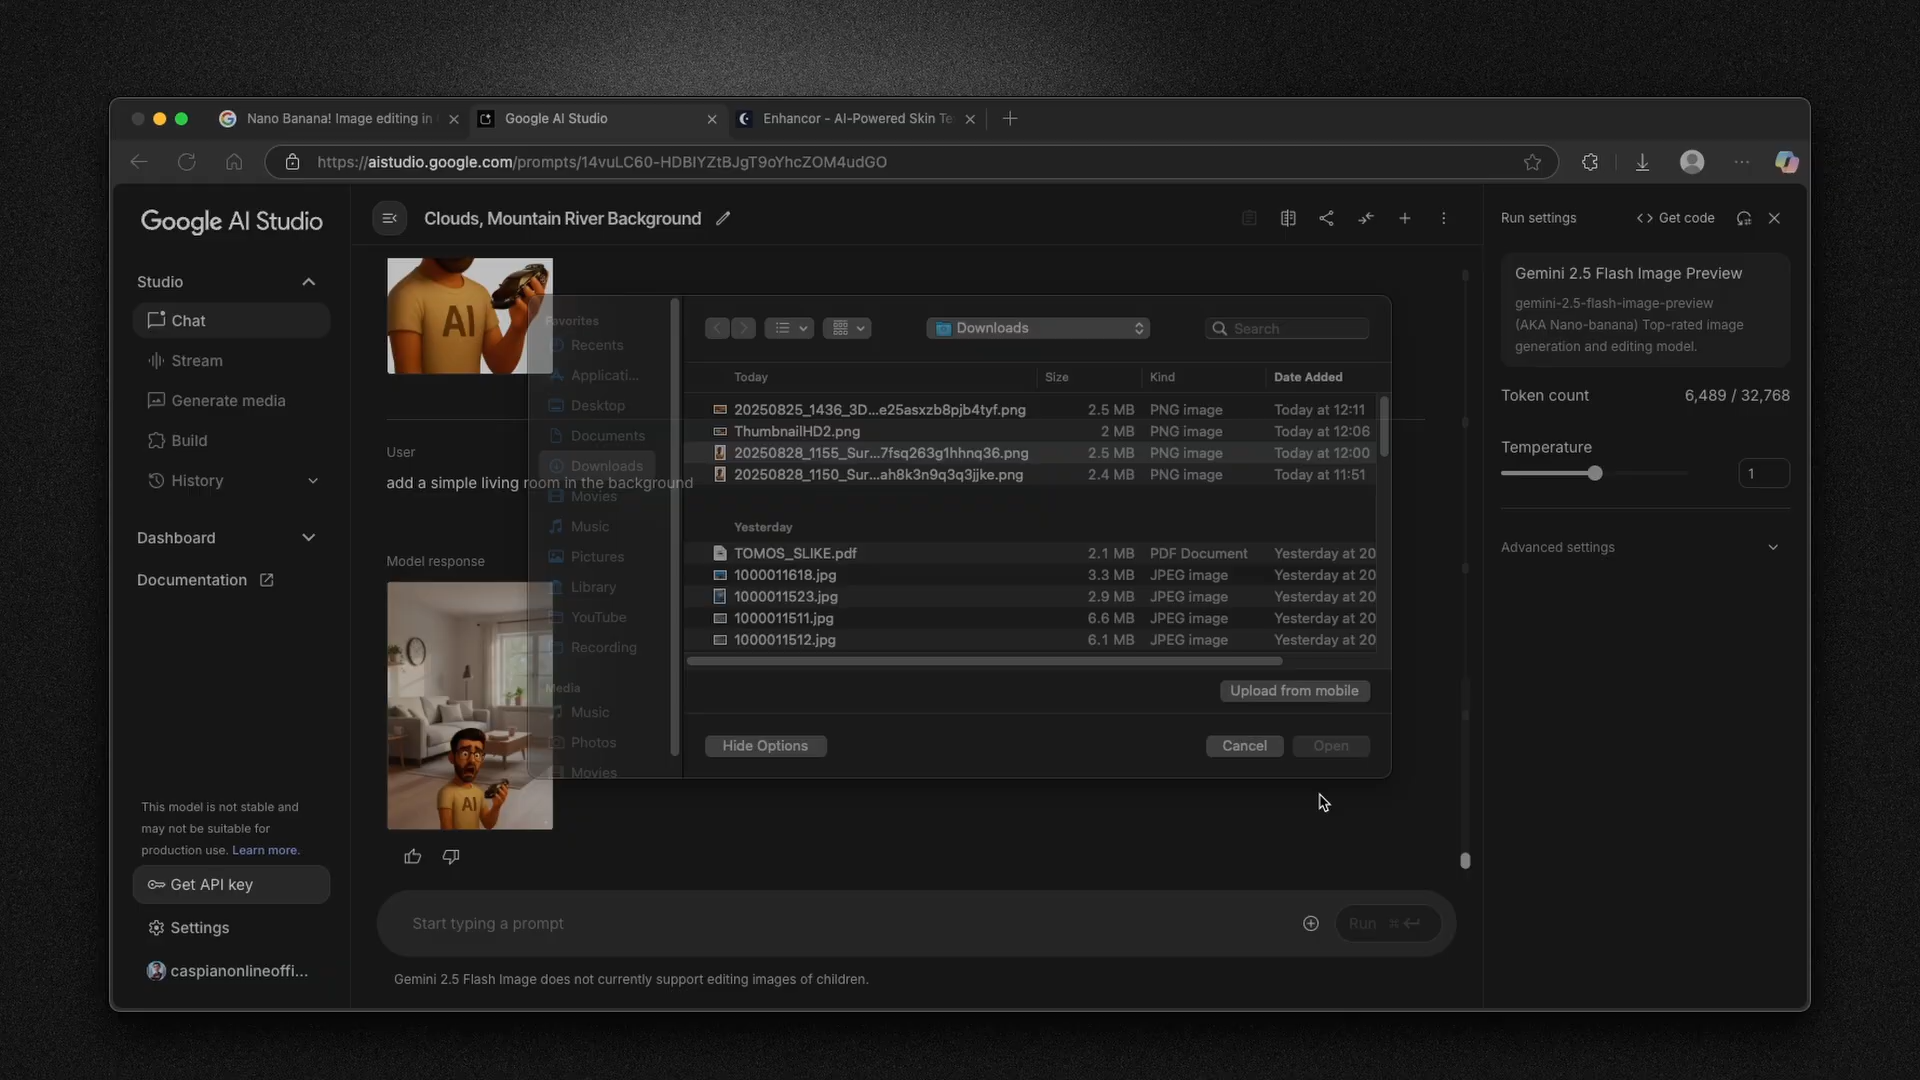 Nano Banana! Image editing in
Google AI Studio
Enhancor - AI-Powered Skin Te
https://aistudio.google.com/prompts/14vuLC60-HDBIYZtBJgT9oYhcZOM4udGO
Google AI Studio
Studio
Chat
Stream
Generate media
Build
History
Dashboard
Documentation
This model is not stable and
may not be suitable for
production use. Learn more.
Get API key
Settings
caspianonlineoffi...
Clouds, Mountain River Background
AI
User
add a simple living room in the background
Model response
AI
Favorites
Recents
Applicati...
Desktop
Documents
Downloads
Movies
Music
Pictures
Library
YouTube
Recording
Media
Music
Photos
Movies
Downloads
Search
Today Size Kind Date Added
20250825_1436_3D...e25asxzb8pjb4tyf.png 2.5 MB PNG image Today at 12:11
ThumbnailHD2.png 2 MB PNG image Today at 12:06
20250828_1155_Sur...7fsq263g1hhnq36.png 2.5 MB PNG image Today at 12:00
20250828_1150_Sur...ah8k3n9q3q3jjke.png 2.4 MB PNG image Today at 11:51
Yesterday
TOMOS_SLIKE.pdf 2.1 MB PDF Document Yesterday at 20
1000011618.jpg 3.3 MB JPEG image Yesterday at 20
1000011523.jpg 2.9 MB JPEG image Yesterday at 20
1000011511.jpg 6.6 MB JPEG image Yesterday at 20
1000011512.jpg 6.1 MB JPEG image Yesterday at 20
Upload from mobile
Hide Options
Cancel
Open
Start typing a prompt
Run ⌘
Gemini 2.5 Flash Image does not currently support editing images of children.
Run settings
<> Get code
Gemini 2.5 Flash Image Preview
gemini-2.5-flash-image-preview
(AKA Nano-banana) Top-rated image
generation and editing model.
Token count 6,489 / 32,768
Temperature
1
Advanced settings